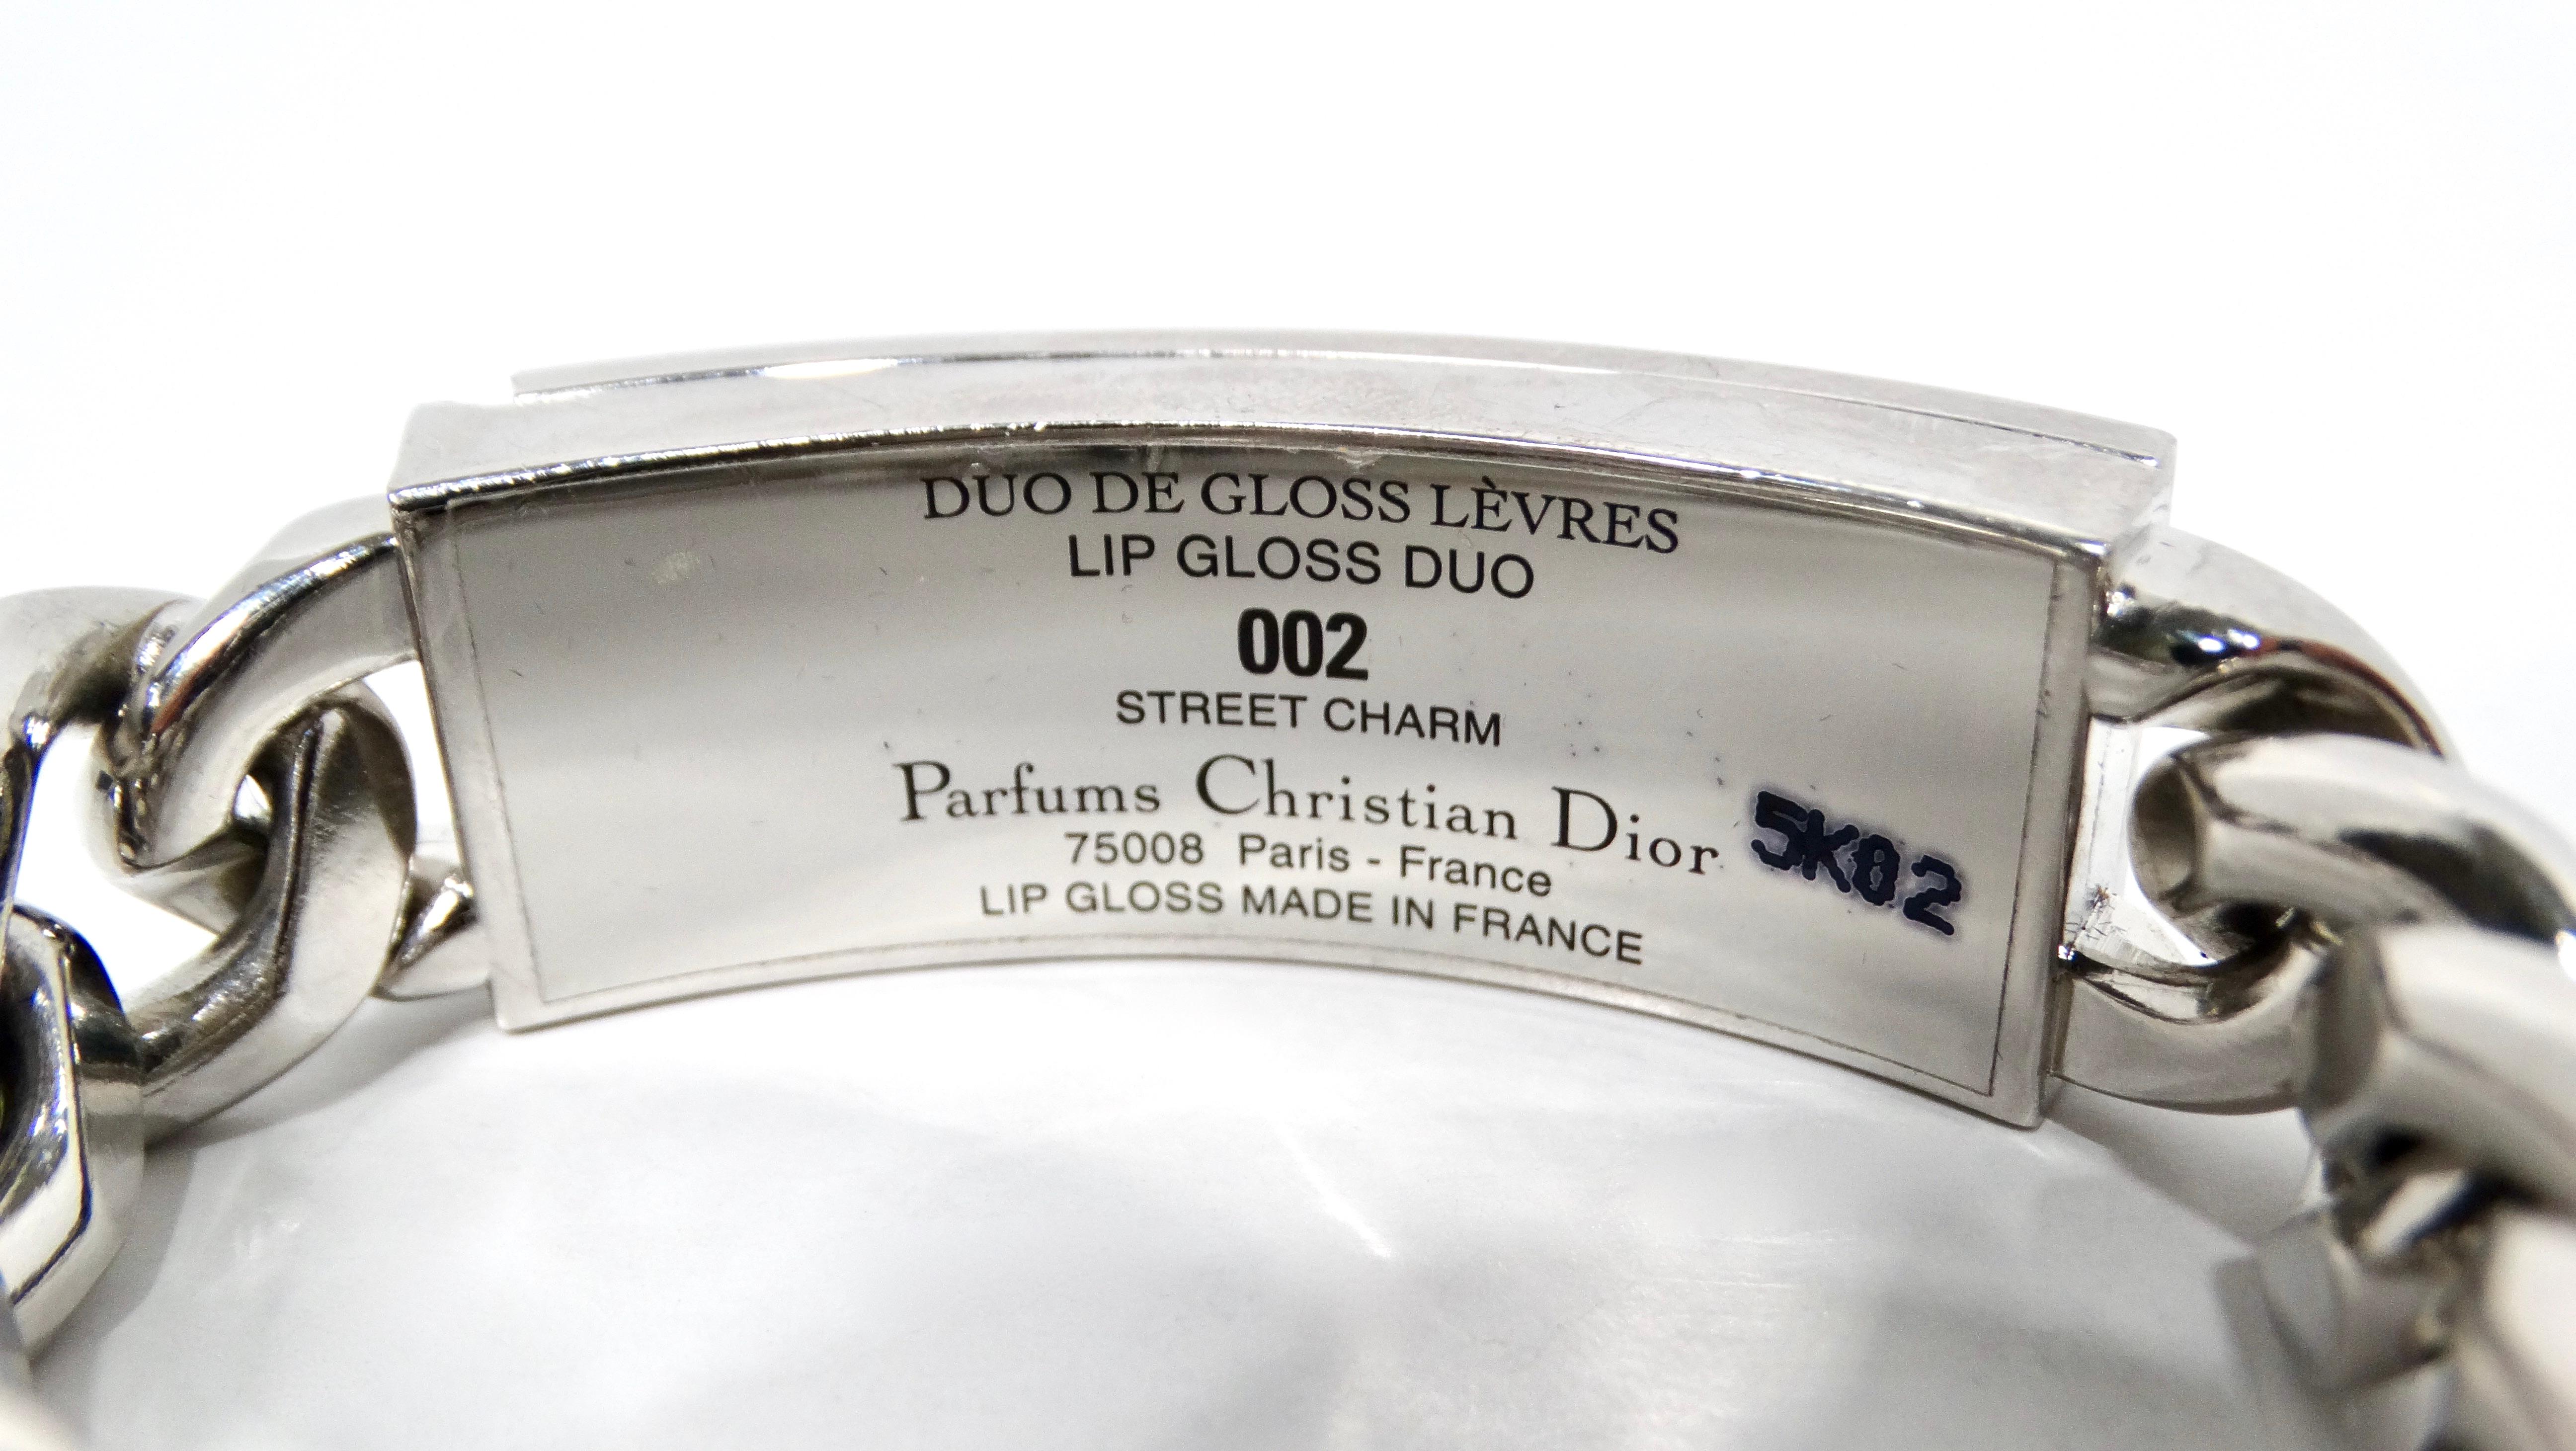 DUO DE GLOSS LÈVRES
LIP GLOSS DUO
002
STREET CHARM
Parfums Christian Dior
5K02
75008 Paris - France
LIP GLOSS MADE IN FRANCE